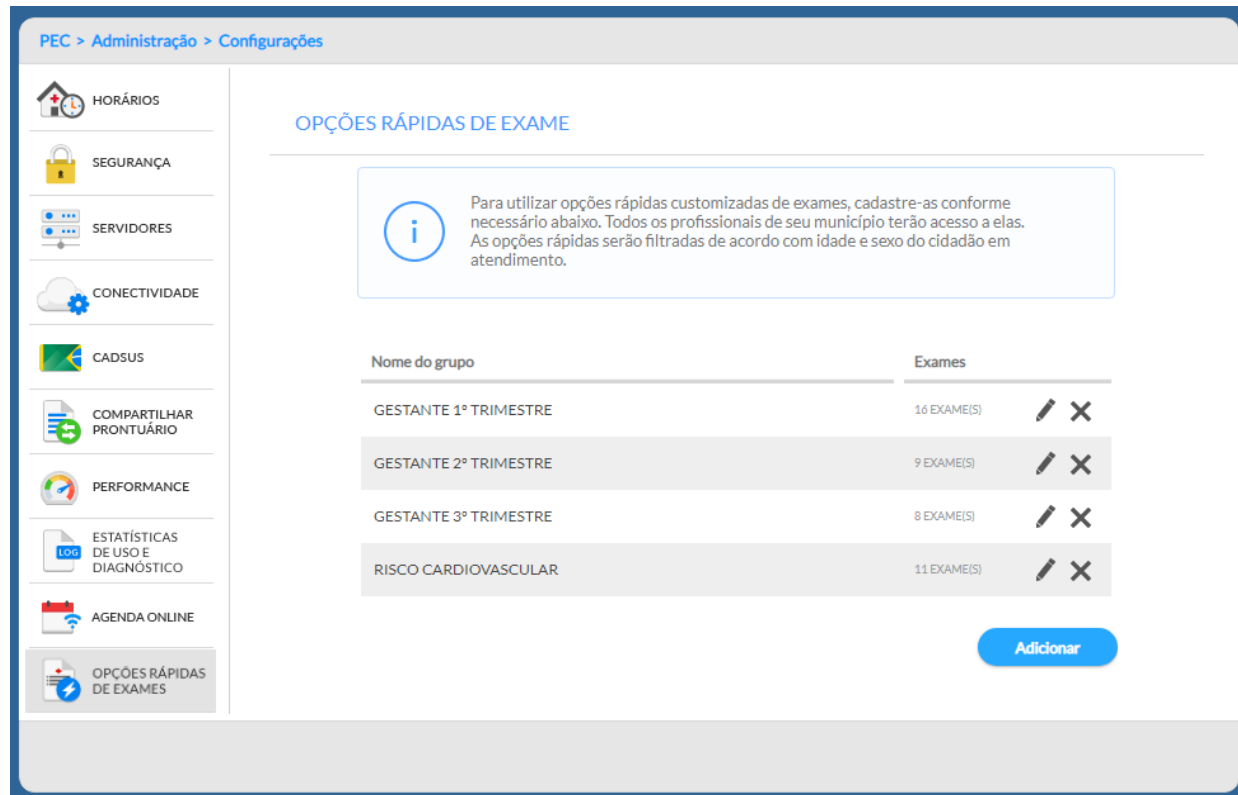 PEC > Administração > Configurações
HORÁRIOS
SEGURANÇA
SERVIDORES
CONECTIVIDADE
CADSUS
COMPARTILHAR
PRONTUÁRIO
PERFORMANCE
LOG
ESTATÍSTICAS
DE USO E
DIAGNÓSTICO
AGENDA ONLINE
OPÇÕES RÁPIDAS
DE EXAMES
OPÇÕES RÁPIDAS DE EXAME
i
Para utilizar opções rápidas customizadas de exames, cadastre-as conforme
necessário abaixo. Todos os profissionais de seu município terão acesso a elas.
As opções rápidas serão filtradas de acordo com idade e sexo do cidadão em
atendimento.
Nome do grupo Exames
GESTANTE 1º TRIMESTRE 16 EXAME(S)
GESTANTE 2º TRIMESTRE 9 EXAME(S)
GESTANTE 3º TRIMESTRE 8 EXAME(S)
RISCO CARDIOVASCULAR 11 EXAME(S)
Adicionar